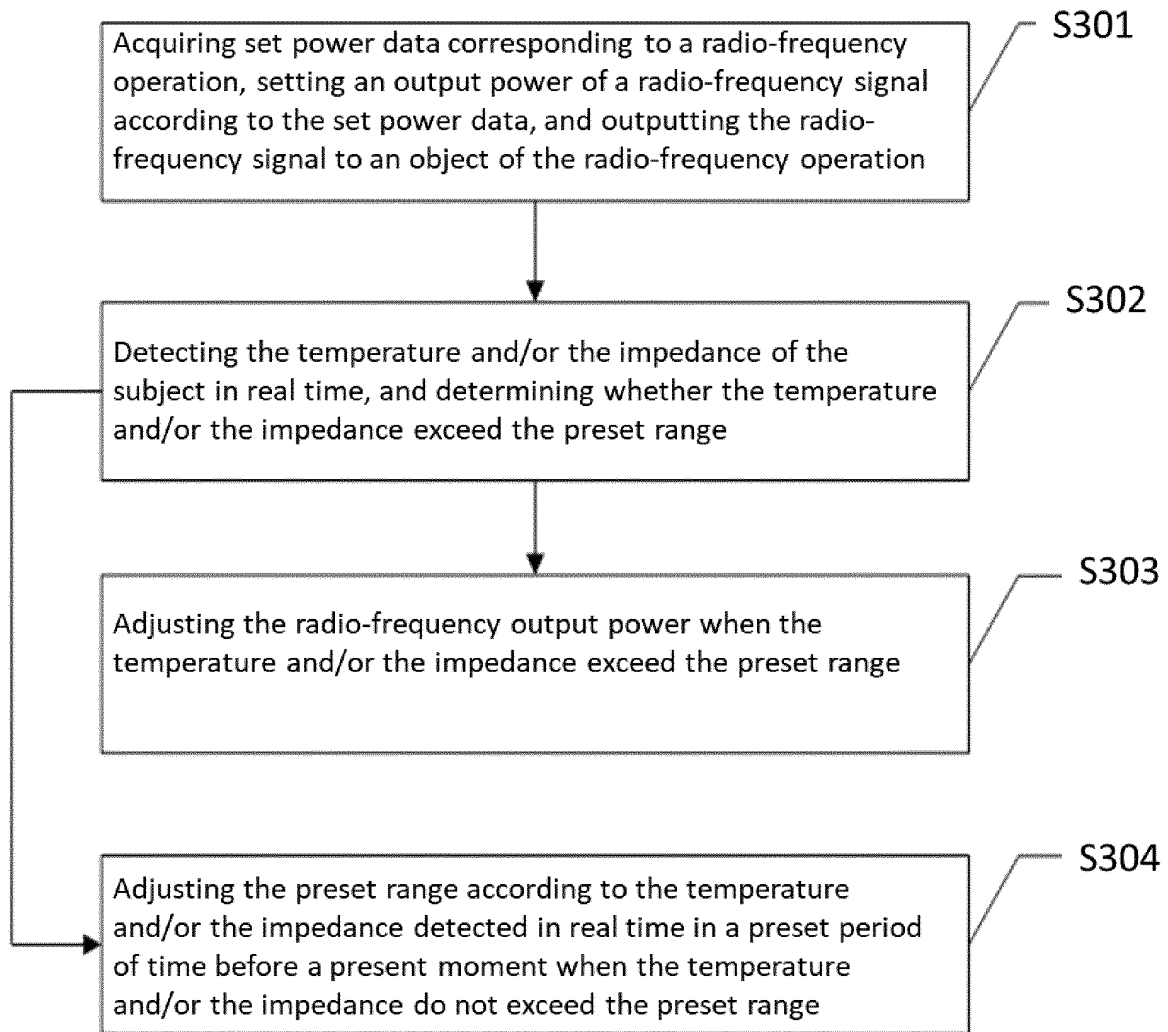 S301
Acquiring set power data corresponding to a radio-frequency
operation, setting an output power of a radio-frequency signal
according to the set power data, and outputting the radio-
frequency signal to an object of the radio-frequency operation
S302
Detecting the temperature and/or the impedance of the
subject in real time, and determining whether the temperature
and/or the impedance exceed the preset range
S303
Adjusting the radio-frequency output power when the
temperature and/or the impedance exceed the preset range
S304
Adjusting the preset range according to the temperature
and/or the impedance detected in real time in a preset period
of time before a present moment when the temperature
and/or the impedance do not exceed the preset range